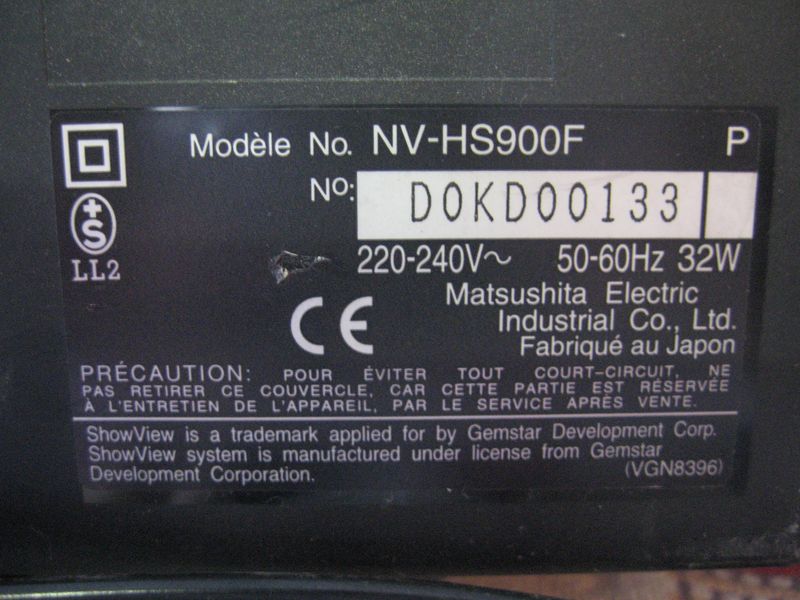 Modèle No. NV-HS900F P
No: D0KD00133
S
LL2
220-240V~ 50-60Hz 32W
CE
Matsushita Electric
Industrial Co., Ltd.
Fabriqué au Japon
PRÉCAUTION: POUR ÉVITER TOUT COURT-CIRCUIT, NE
PAS RETIRER CE COUVERCLE, CAR CETTE PARTIE EST RÉSERVÉE
À L'ENTRETIEN DE L'APPAREIL, PAR LE SERVICE APRÈS VENTE.
ShowView is a trademark applied for by Gemstar Development Corp.
ShowView system is manufactured under license from Gemstar
Development Corporation. (VGN8396)